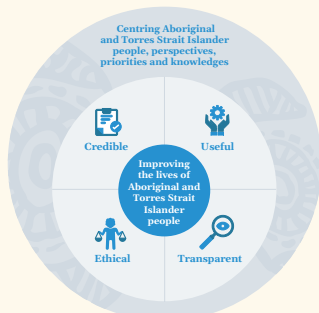 Centring Aboriginal
and Torres Strait Islander
people, perspectives,
priorities and knowledges
Credible
Useful
Improving
the lives of
Aboriginal and
Torres Strait
Islander
people
Ethical
Transparent